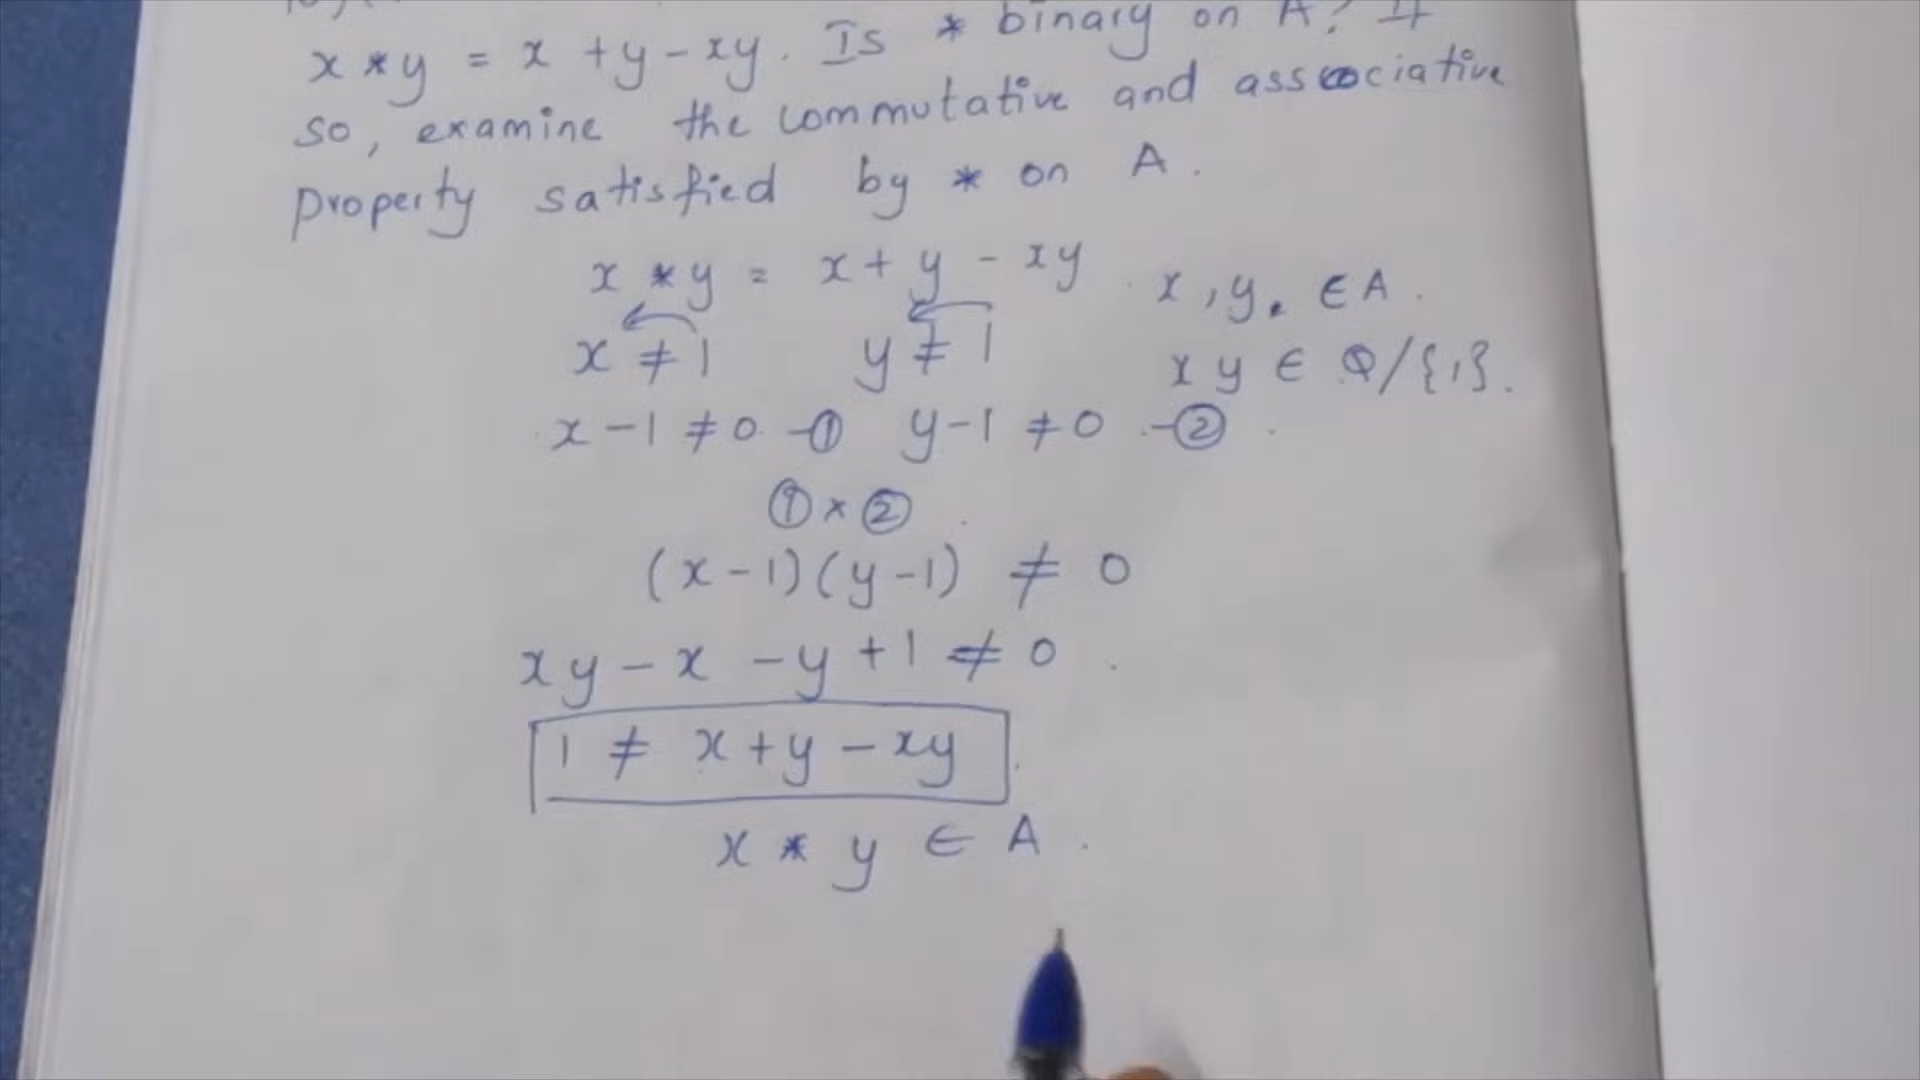 x * y = x + y - xy. Is * binary on A? If
so, examine the commutative and associative
property satisfied by * on A.
x * y = x + y - xy x, y, ∈ A.
x ≠ 1 y ≠ 1 x y ∈ Q/{1}.
x - 1 ≠ 0 - ① y - 1 ≠ 0 - ②
① × ②
(x - 1)(y - 1) ≠ 0
xy - x - y + 1 ≠ 0
1 ≠ x + y - xy
x * y ∈ A.